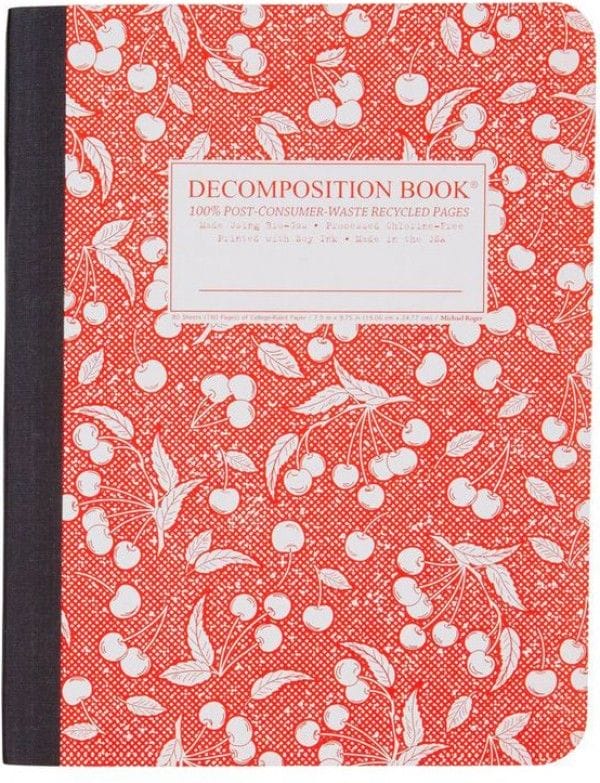 DECOMPOSITION BOOK®
100% POST-CONSUMER-WASTE RECYCLED PAGES
Made Using Bio-Gas • Processed Chlorine-Free
Printed with Soy Ink • Made in the USA
80 Sheets (160 Pages) of College-Ruled Paper / 7.5 in x 9.75 in (19.06 cm x 24.77 cm) / Michael Roger